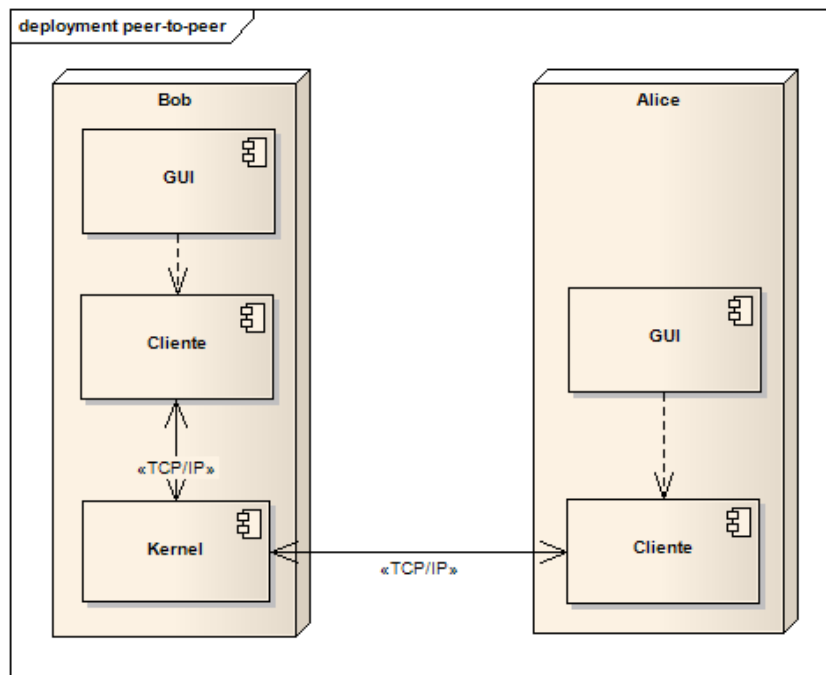 deployment peer-to-peer
Bob
Alice
GUI
Cliente
GUI
«TCP/IP»
Kernel
Cliente
«TCP/IP»